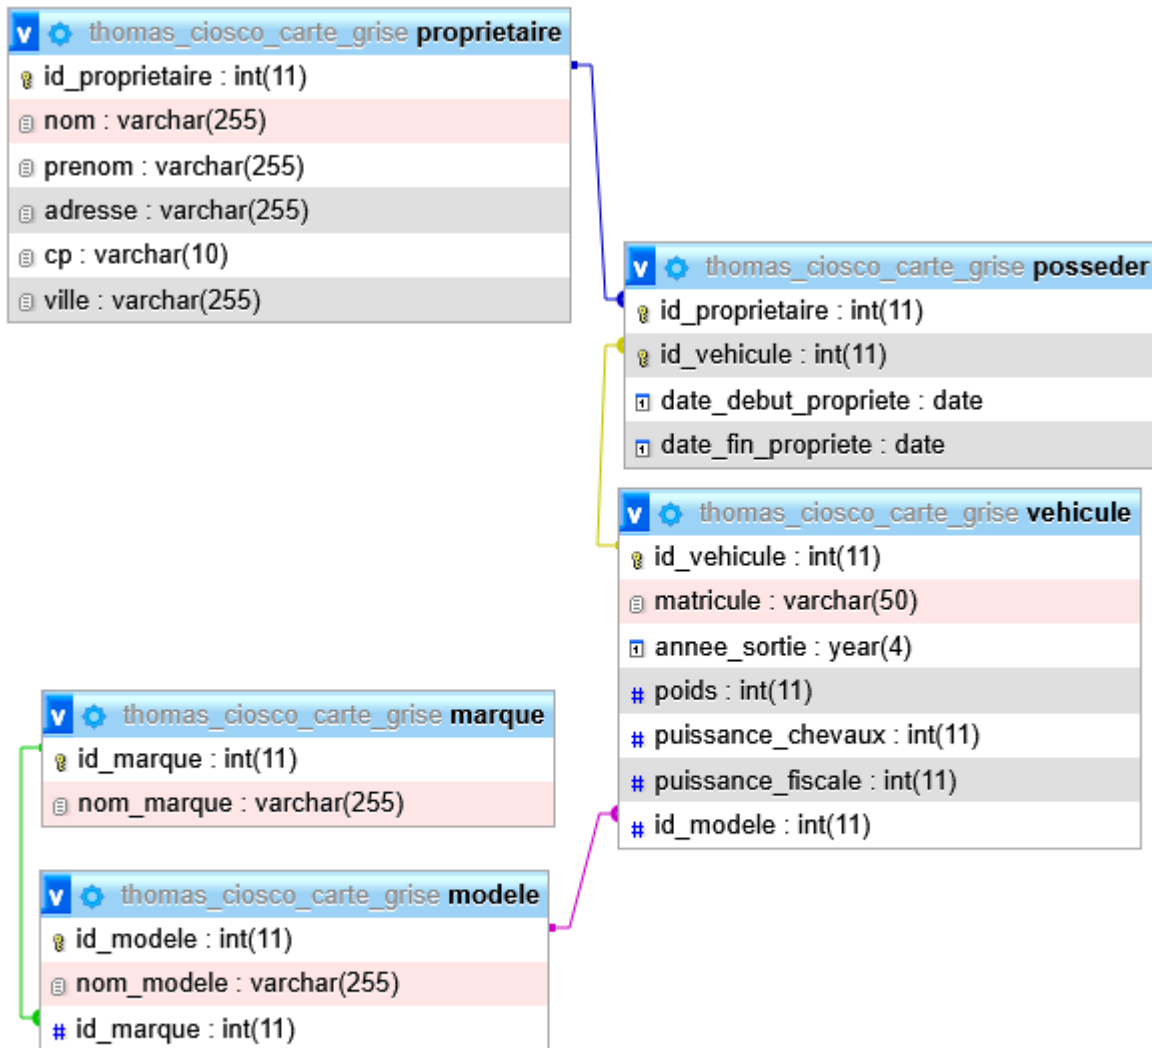 thomas_ciosco_carte_grise proprietaire
id_proprietaire : int(11)
nom : varchar(255)
prenom : varchar(255)
adresse : varchar(255)
cp : varchar(10)
ville : varchar(255)
v thomas_ciosco_carte_grise posseder
id_proprietaire : int(11)
id_vehicule : int(11)
date_debut_propriete : date
date_fin_propriete : date
v thomas_ciosco_carte_grise vehicule
id_vehicule : int(11)
matricule : varchar(50)
annee_sortie : year(4)
# poids : int(11)
# puissance_chevaux : int(11)
# puissance_fiscale : int(11)
# id_modele : int(11)
v thomas_ciosco_carte_grise marque
id_marque : int(11)
nom_marque : varchar(255)
v thomas_ciosco_carte_grise modele
id_modele : int(11)
nom_modele : varchar(255)
# id_marque : int(11)